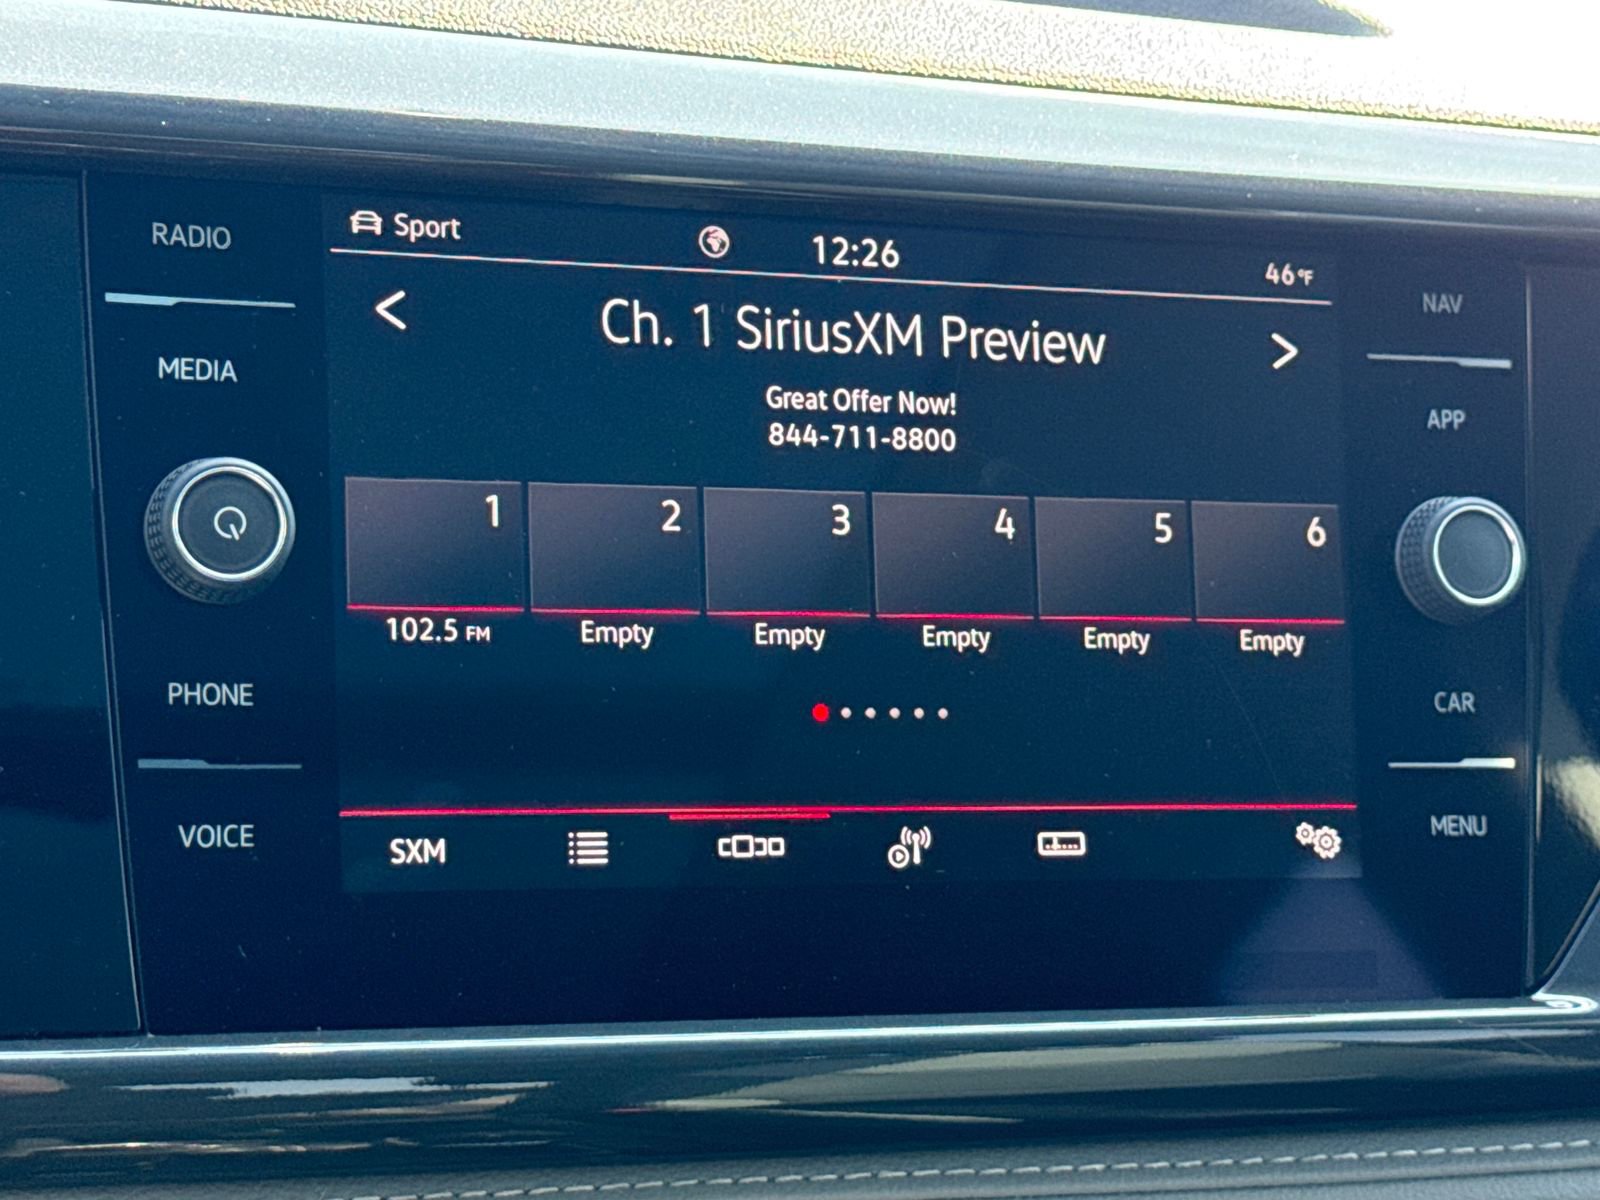 RADIO
MEDIA
PHONE
VOICE
Sport
12:26
46°F
< Ch. 1 SiriusXM Preview >
Great Offer Now!
844-711-8800
1 2 3 4 5 6
102.5 FM Empty Empty Empty Empty Empty
SXM
NAV
APP
CAR
MENU